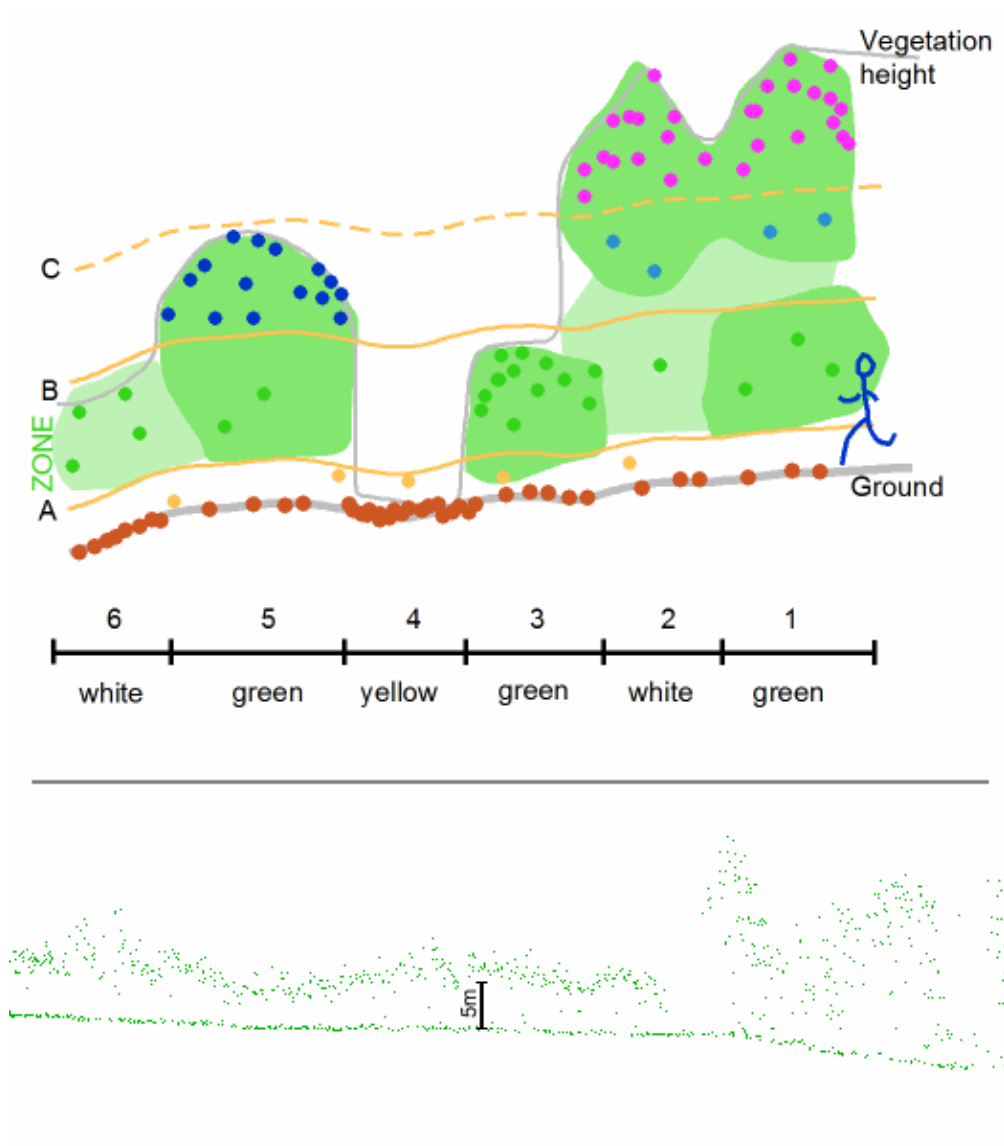 Vegetation
height
C
B
ZONE
A
Ground
6 5 4 3 2 1
white green yellow green white green
5m